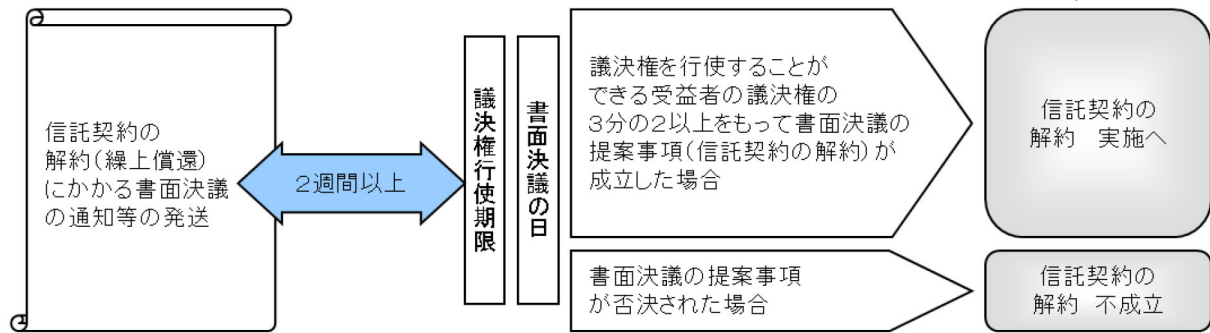 信託契約の
解約(繰上償還)
にかかる書面決議
の通知等の発送
２週間以上
議決権行使期限
書面決議の日
議決権を行使することが
できる受益者の議決権の
３分の２以上をもって書面決議の
提案事項(信託契約の解約)が
成立した場合
信託契約の
解約　実施へ
書面決議の提案事項
が否決された場合
信託契約の
解約 不成立